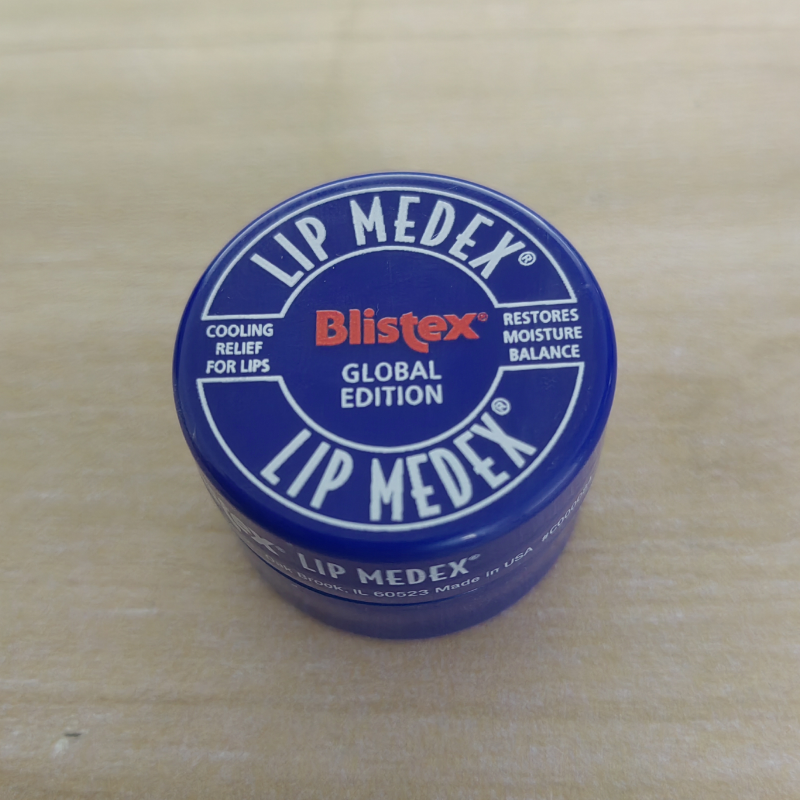 LIP MEDEX®
COOLING
RELIEF
FOR LIPS
Blistex®
GLOBAL
EDITION
RESTORES
MOISTURE
BALANCE
LIP MEDEX®
LIP MEDEX®
Brook, IL 60523 Made in USA